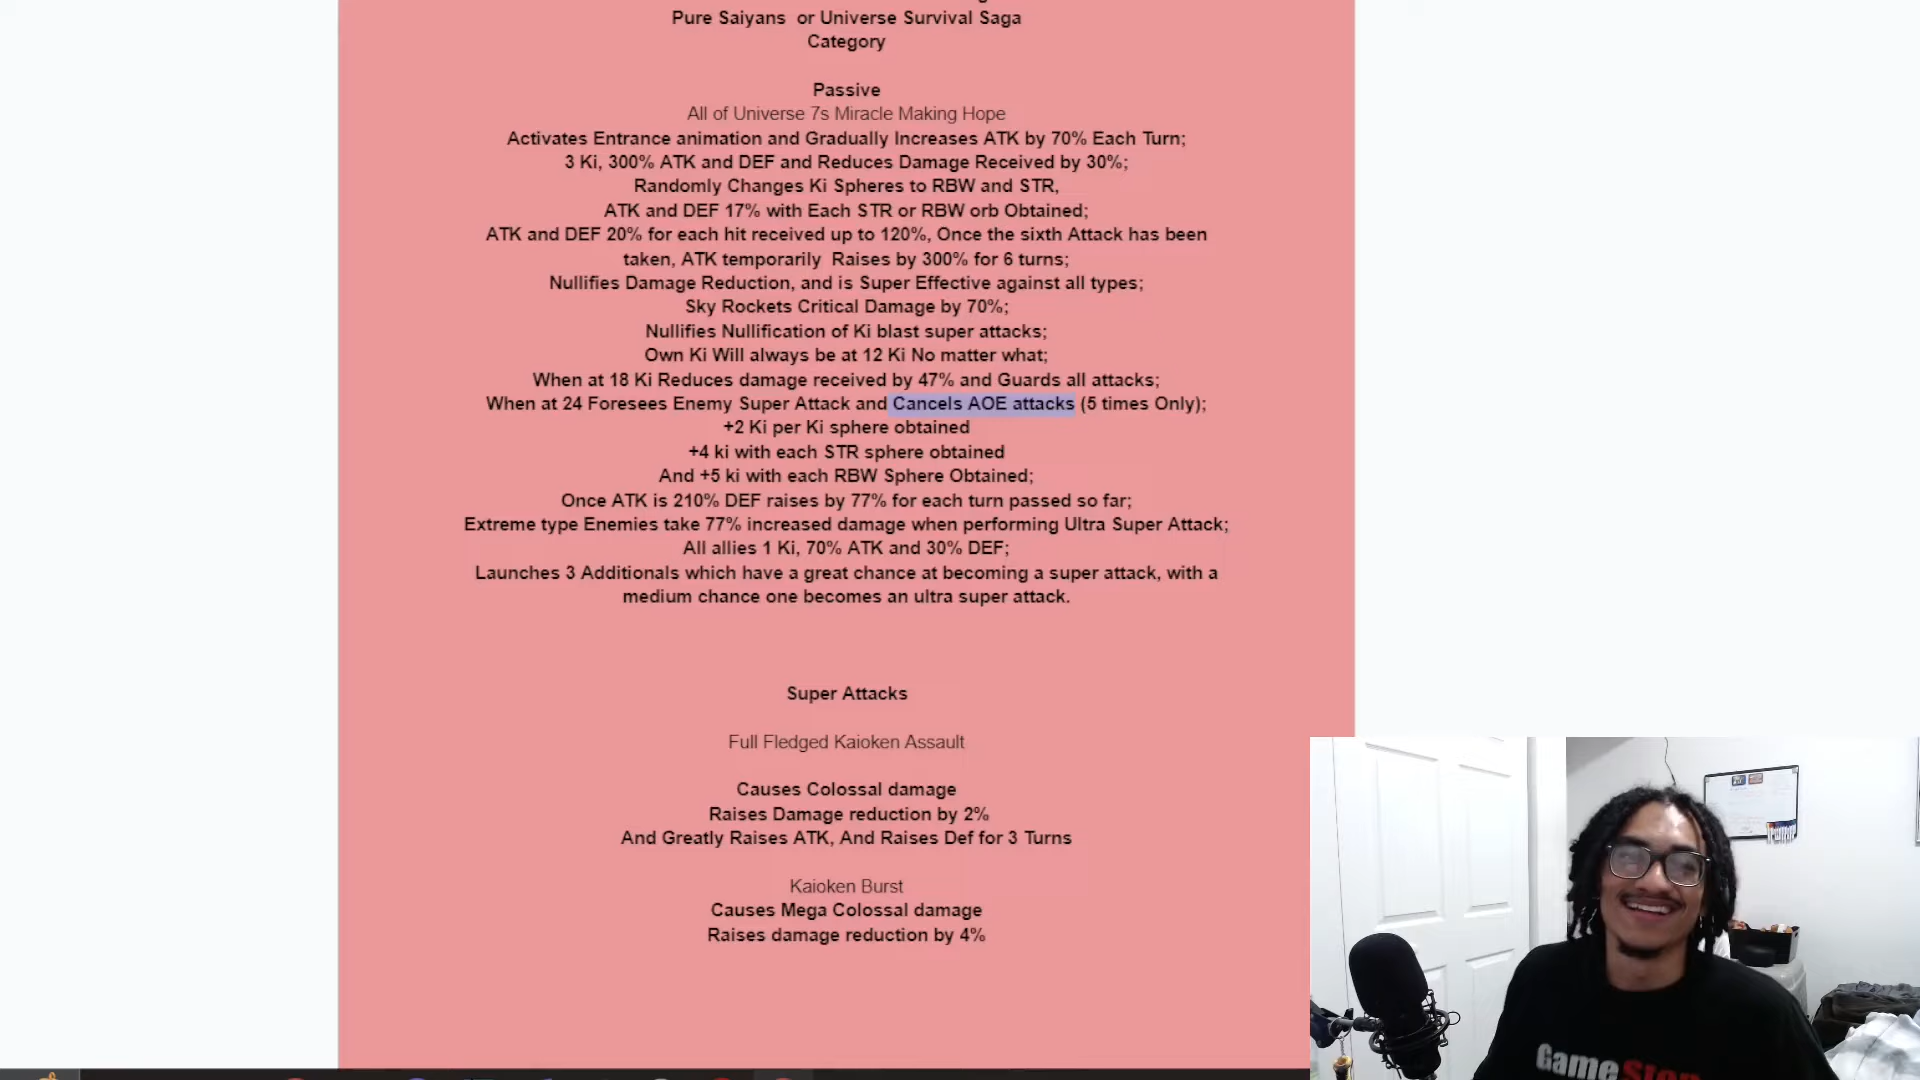 Pure Saiyans or Universe Survival Saga
Category
Passive
All of Universe 7s Miracle Making Hope
Activates Entrance animation and Gradually Increases ATK by 70% Each Turn;
3 Ki, 300% ATK and DEF and Reduces Damage Received by 30%;
Randomly Changes Ki Spheres to RBW and STR,
ATK and DEF 17% with Each STR or RBW orb Obtained;
ATK and DEF 20% for each hit received up to 120%, Once the sixth Attack has been
taken, ATK temporarily Raises by 300% for 6 turns;
Nullifies Damage Reduction, and is Super Effective against all types;
Sky Rockets Critical Damage by 70%;
Nullifies Nullification of Ki blast super attacks;
Own Ki Will always be at 12 Ki No matter what;
When at 18 Ki Reduces damage received by 47% and Guards all attacks;
When at 24 Foresees Enemy Super Attack and Cancels AOE attacks (5 times Only);
+2 Ki per Ki sphere obtained
+4 ki with each STR sphere obtained
And +5 ki with each RBW Sphere Obtained;
Once ATK is 210% DEF raises by 77% for each turn passed so far;
Extreme type Enemies take 77% increased damage when performing Ultra Super Attack;
All allies 1 Ki, 70% ATK and 30% DEF;
Launches 3 Additionals which have a great chance at becoming a super attack, with a
medium chance one becomes an ultra super attack.
Super Attacks
Full Fledged Kaioken Assault
Causes Colossal damage
Raises Damage reduction by 2%
And Greatly Raises ATK, And Raises Def for 3 Turns
Kaioken Burst
Causes Mega Colossal damage
Raises damage reduction by 4%
GameStop